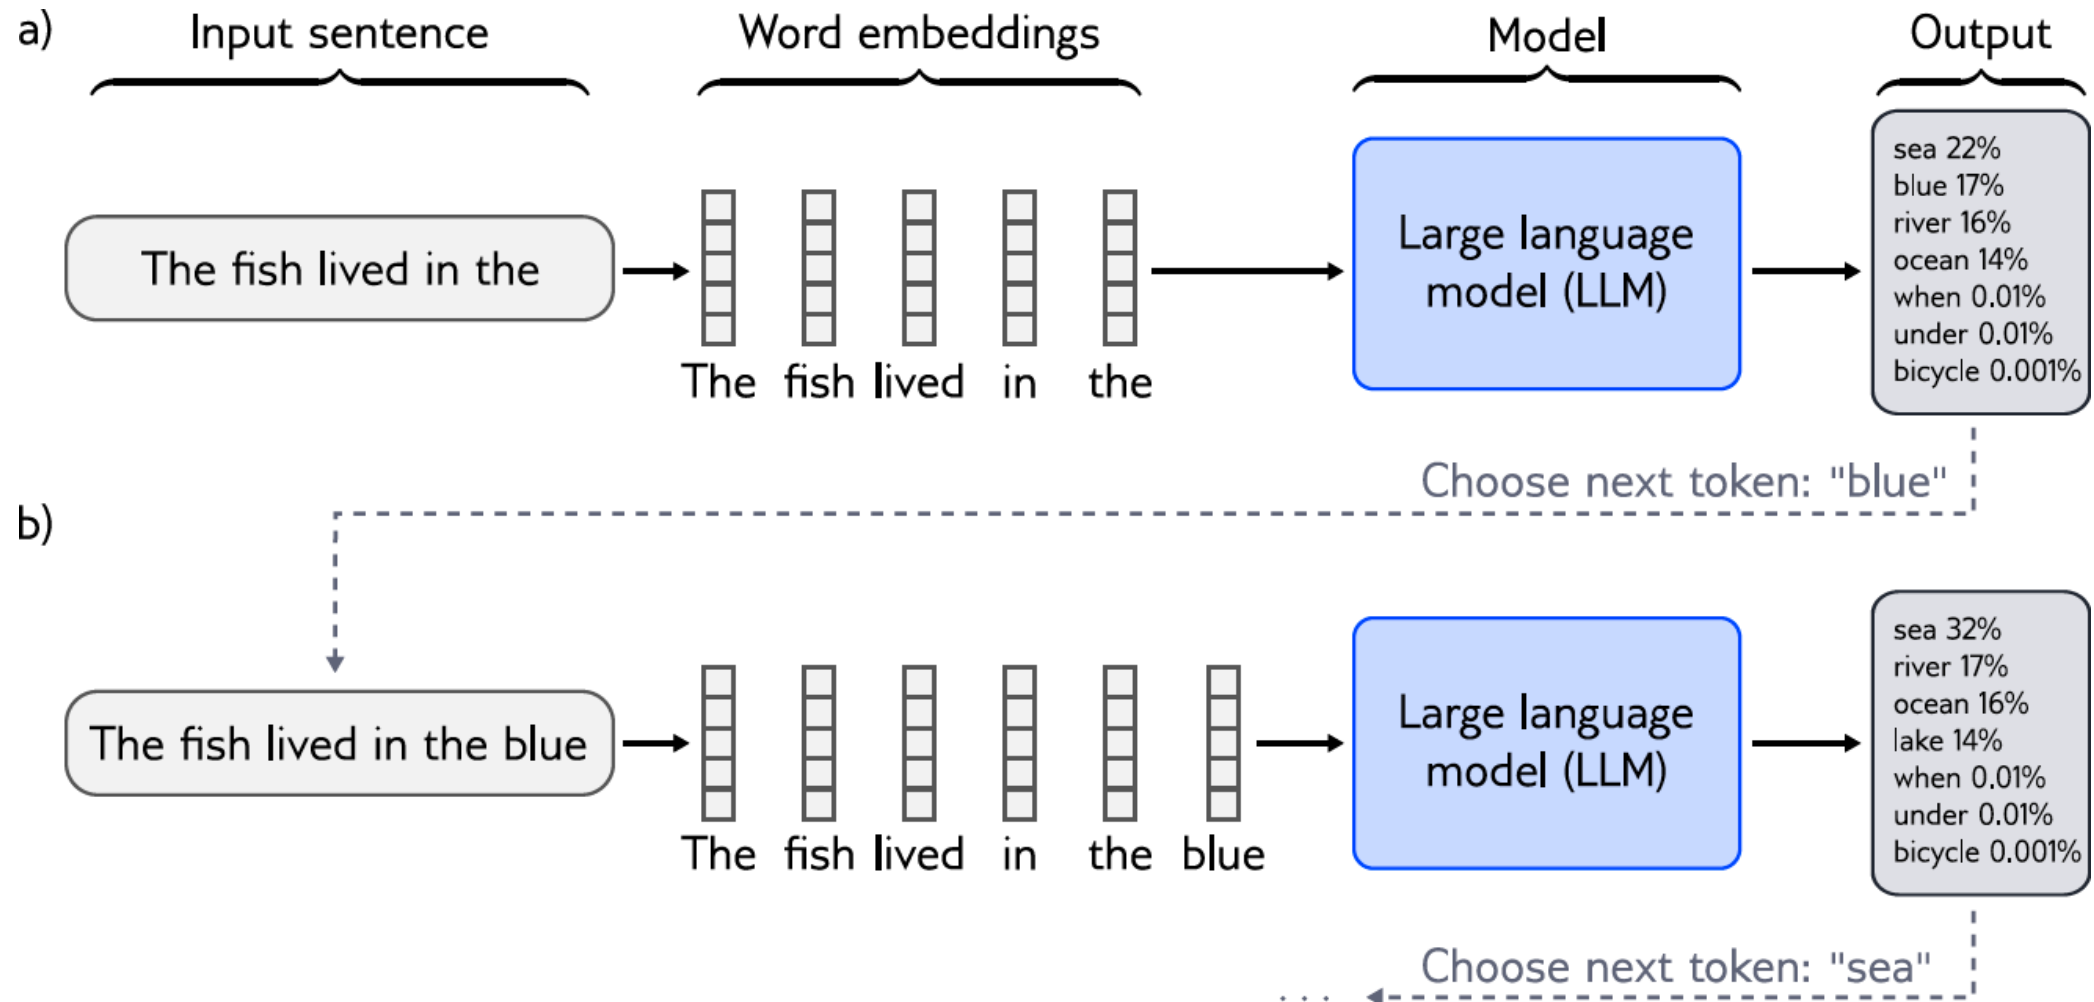 a)
Input sentence
Word embeddings
Model
Output
The fish lived in the
The fish lived in the
Large language
model (LLM)
sea 22%
blue 17%
river 16%
ocean 14%
when 0.01%
under 0.01%
bicycle 0.001%
Choose next token: "blue"
b)
The fish lived in the blue
The fish lived in the blue
Large language
model (LLM)
sea 32%
river 17%
ocean 16%
lake 14%
when 0.01%
under 0.01%
bicycle 0.001%
Choose next token: "sea"
...